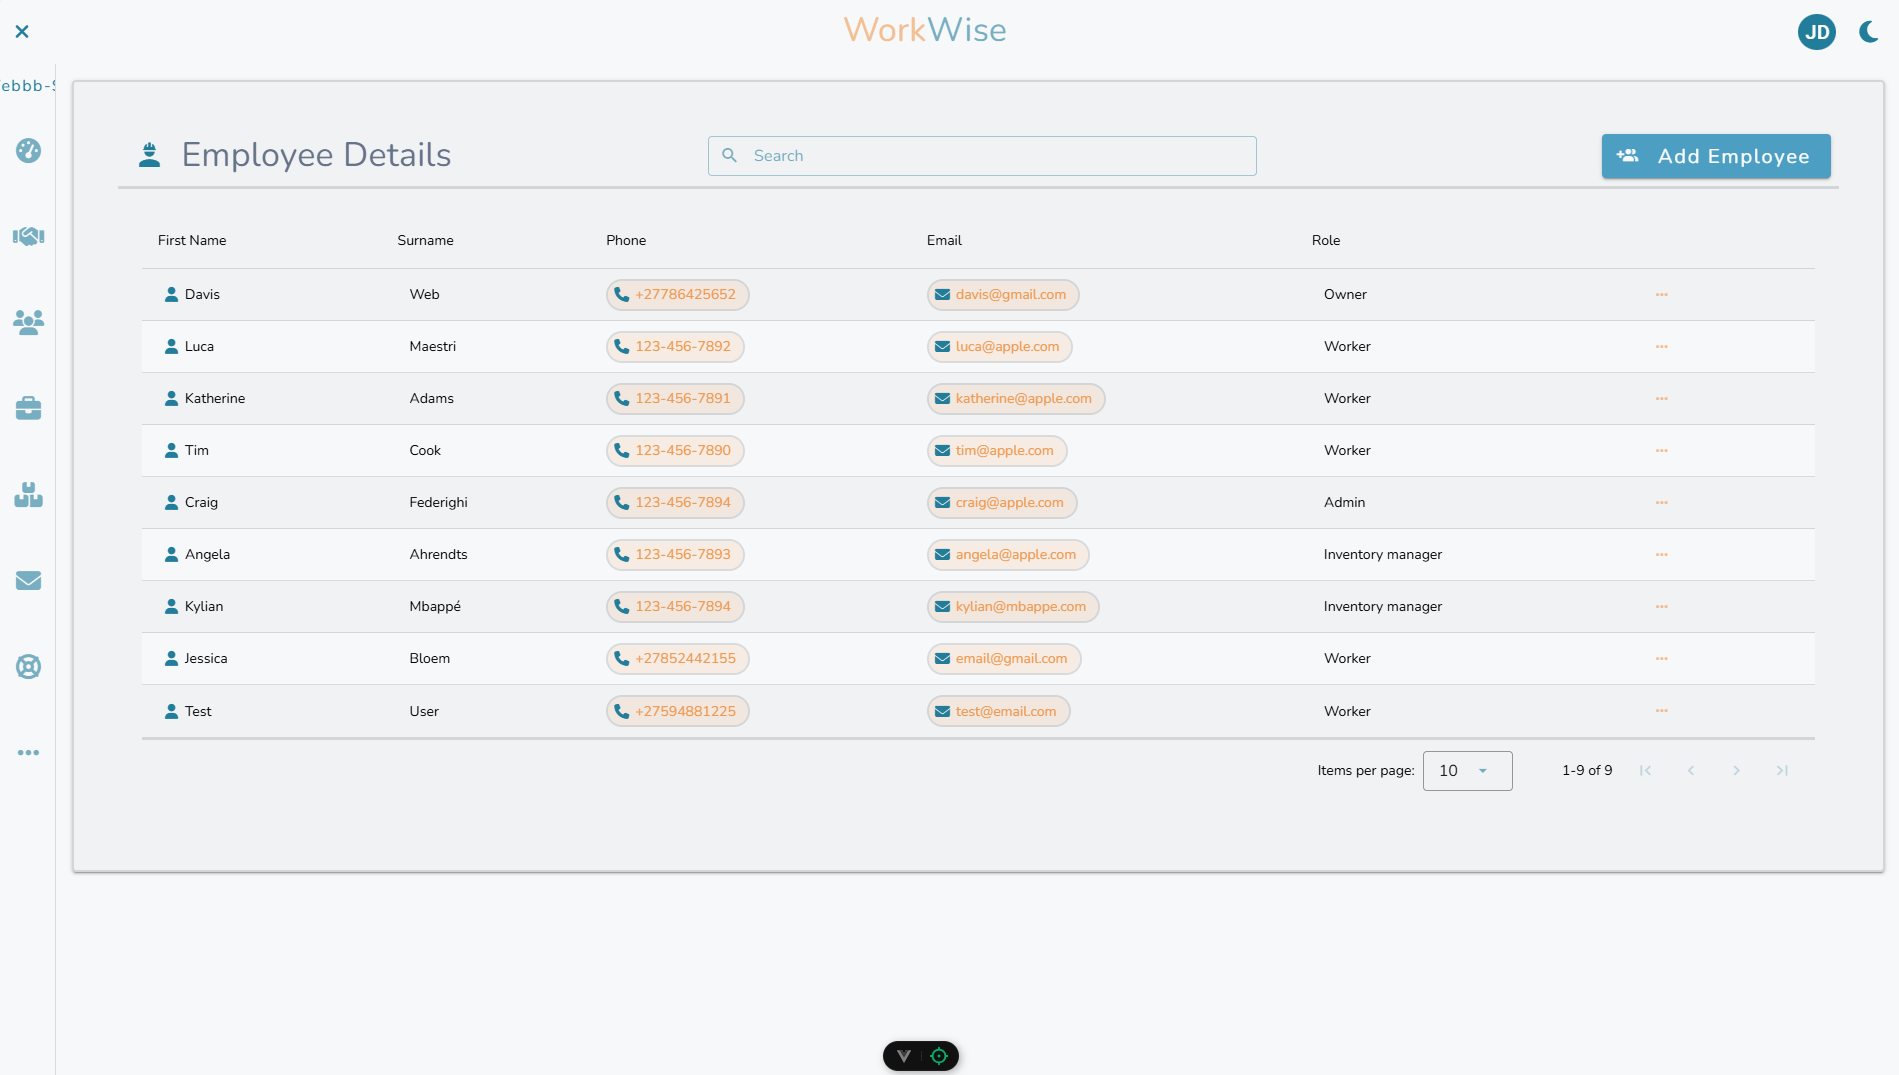 WorkWise
JD
ebbb-
Employee Details
Search
Add Employee
First Name Surname Phone Email Role
Davis Web +27786425652 davis@gmail.com Owner
Luca Maestri 123-456-7892 luca@apple.com Worker
Katherine Adams 123-456-7891 katherine@apple.com Worker
Tim Cook 123-456-7890 tim@apple.com Worker
Craig Federighi 123-456-7894 craig@apple.com Admin
Angela Ahrendts 123-456-7893 angela@apple.com Inventory manager
Kylian Mbappé 123-456-7894 kylian@mbappe.com Inventory manager
Jessica Bloem +27852442155 email@gmail.com Worker
Test User +27594881225 test@email.com Worker
Items per page: 10 1-9 of 9